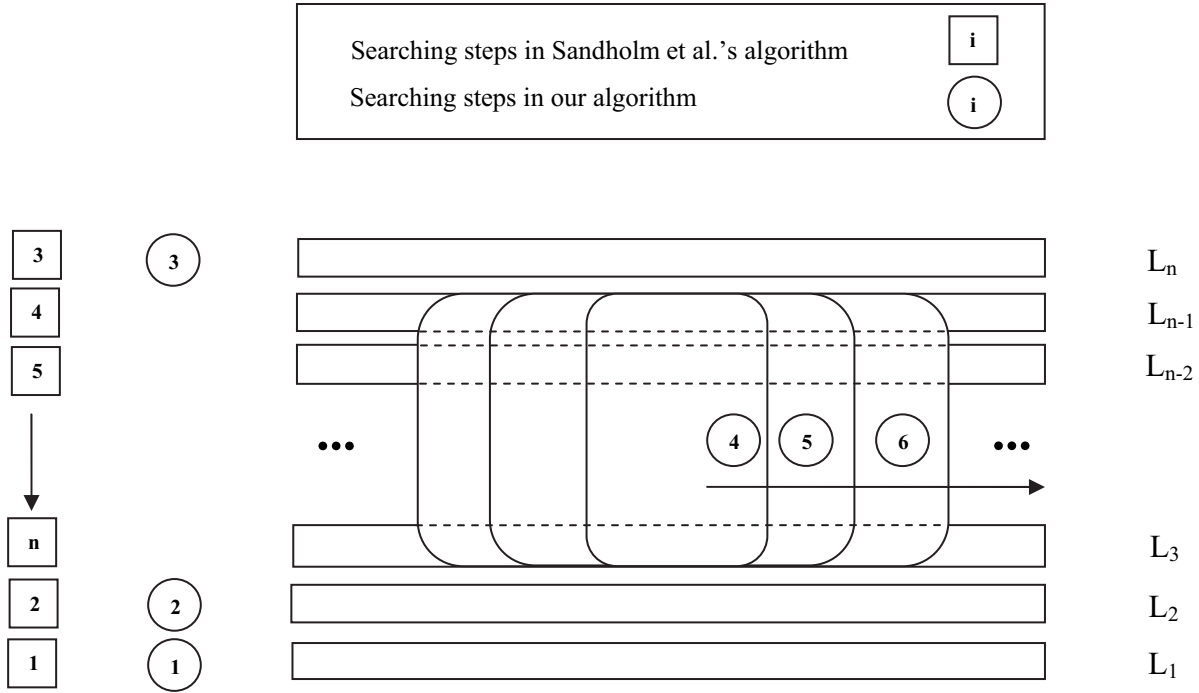 Searching steps in Sandholm et al.’s algorithm i
Searching steps in our algorithm i
3 3 Lₙ
4 Lₙ₋₁
5 Lₙ₋₂
••• 4 5 6 •••
n L₃
2 2 L₂
1 1 L₁